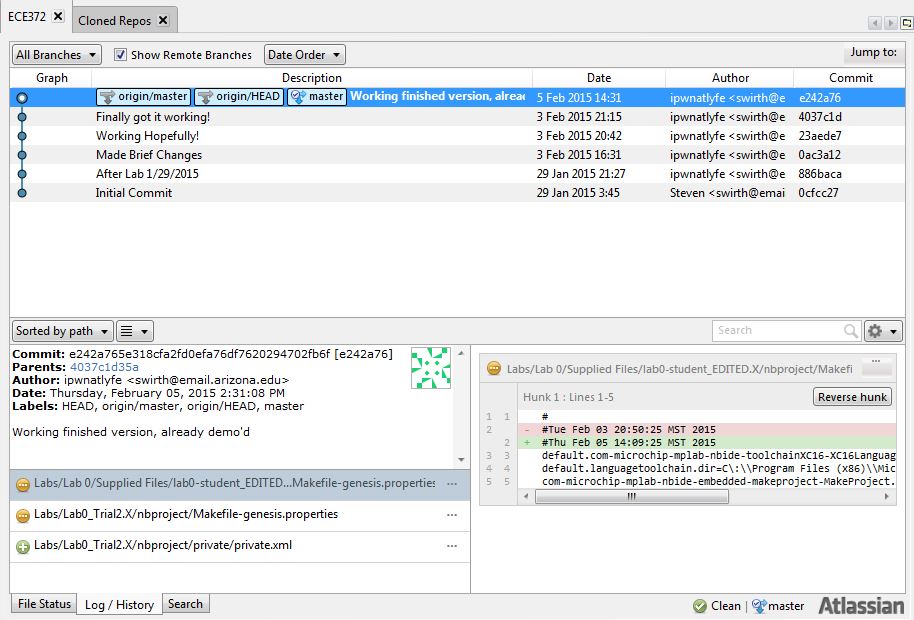 ECE372
Cloned Repos
All Branches
Show Remote Branches
Date Order
Jump to:
Graph Description Date Author Commit
origin/master origin/HEAD master Working finished version, alrea 5 Feb 2015 14:31 ipwnatlyfe <swirth@e e242a76
Finally got it working! 3 Feb 2015 21:15 ipwnatlyfe <swirth@e 4037c1d
Working Hopefully! 3 Feb 2015 20:42 ipwnatlyfe <swirth@e 23aede7
Made Brief Changes 3 Feb 2015 16:31 ipwnatlyfe <swirth@e 0ac3a12
After Lab 1/29/2015 29 Jan 2015 21:27 ipwnatlyfe <swirth@e 886baca
Initial Commit 29 Jan 2015 3:45 Steven <swirth@emai 0cfcc27
Sorted by path
Search
Commit: e242a765e318cfa2fd0efa76df7620294702fb6f [e242a76]
Parents: 4037c1d35a
Author: ipwnatlyfe <swirth@email.arizona.edu>
Date: Thursday, February 05, 2015 2:31:08 PM
Labels: HEAD, origin/master, origin/HEAD, master
Working finished version, already demo'd
Labs/Lab 0/Supplied Files/lab0-student_EDITED...Makefile-genesis.properties ...
Labs/Lab0_Trial2.X/nbproject/Makefile-genesis.properties ...
Labs/Lab0_Trial2.X/nbproject/private/private.xml ...
Labs/Lab 0/Supplied Files/lab0-student_EDITED.X/nbproject/Makefi ...
Hunk 1 : Lines 1-5
Reverse hunk
1 1 #
2 - #Tue Feb 03 20:50:25 MST 2015
2 + #Thu Feb 05 14:09:25 MST 2015
3 3 default.com-microchip-mplab-nbide-toolchainXC16-XC16Language
4 4 default.languagetoolchain.dir=C\:\\Program Files (x86)\\Mic
5 5 com-microchip-mplab-nbide-embedded-makeproject-MakeProject.
File Status
Log / History
Search
Clean
master
Atlassian